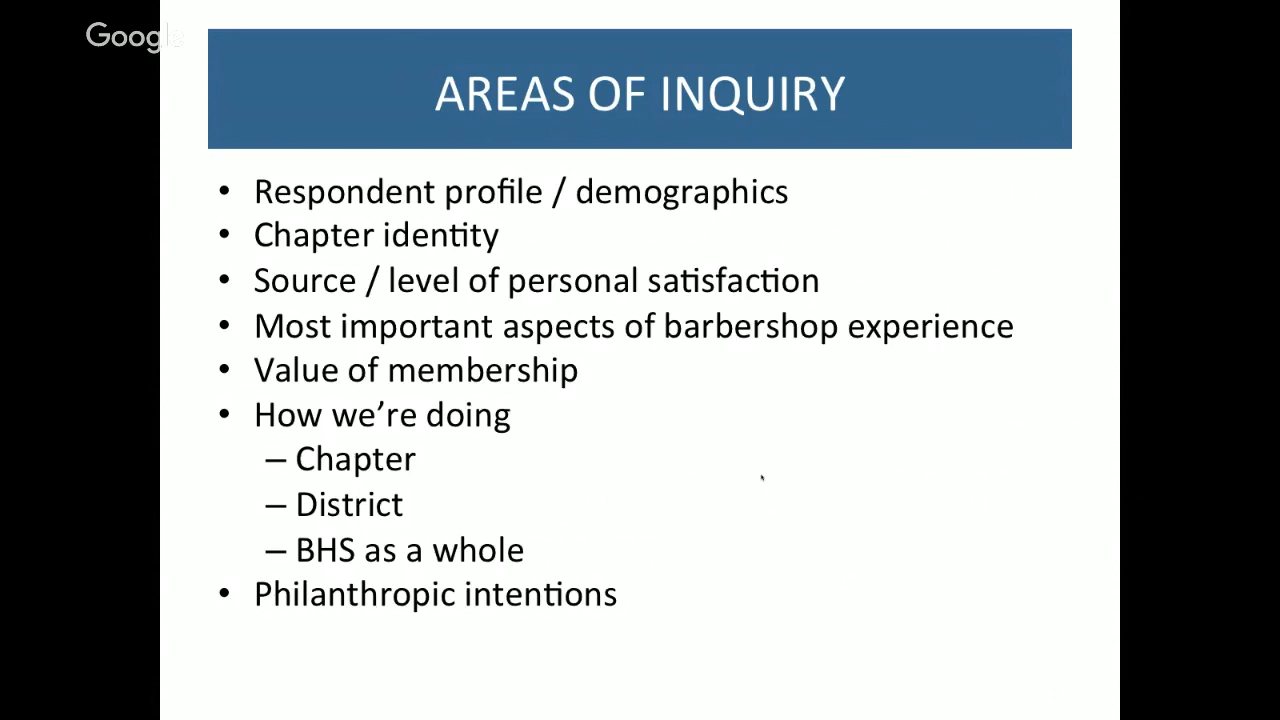 Google
AREAS OF INQUIRY
• Respondent profile / demographics
• Chapter identity
• Source / level of personal satisfaction
• Most important aspects of barbershop experience
• Value of membership
• How we’re doing
– Chapter
– District
– BHS as a whole
• Philanthropic intentions